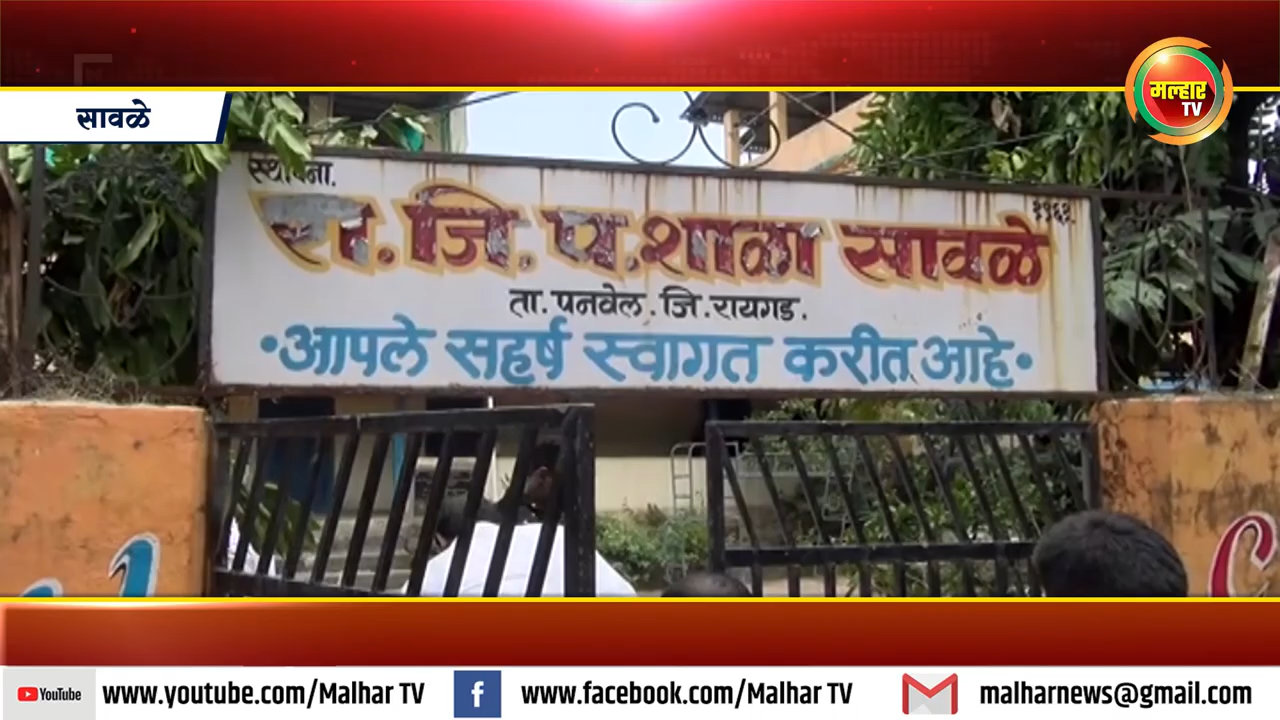 मल्हार
TV
सावळे
स्थापना.
रा.जि.प.शाळा सावळे
ता.पनवेल.जि.रायगड.
•आपले सहर्ष स्वागत करीत आहे•
YouTube
www.youtube.com/Malhar TV
f
www.facebook.com/Malhar TV
malharnews@gmail.com